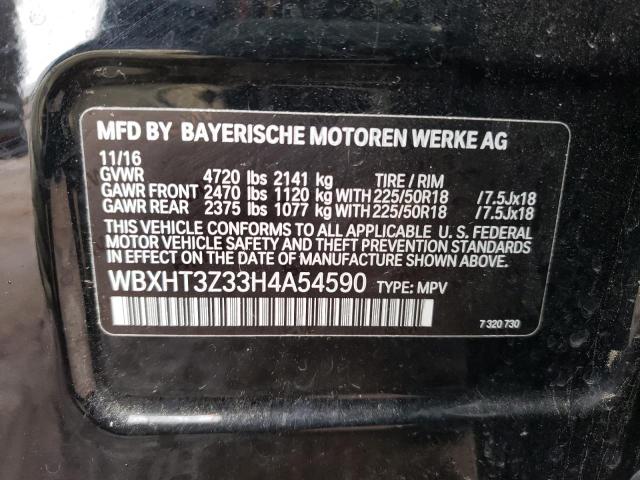 MFD BY BAYERISCHE MOTOREN WERKE AG
11/16
GVWR 4720 lbs 2141 kg TIRE / RIM
GAWR FRONT 2470 lbs 1120 kg WITH 225/50R18 /7.5Jx18
GAWR REAR 2375 lbs 1077 kg WITH 225/50R18 /7.5Jx18
THIS VEHICLE CONFORMS TO ALL APPLICABLE U. S. FEDERAL
MOTOR VEHICLE SAFETY AND THEFT PREVENTION STANDARDS
IN EFFECT ON THE DATE OF MANUFACTURE SHOWN ABOVE.
WBXHT3Z33H4A54590 TYPE: MPV
7 320 730